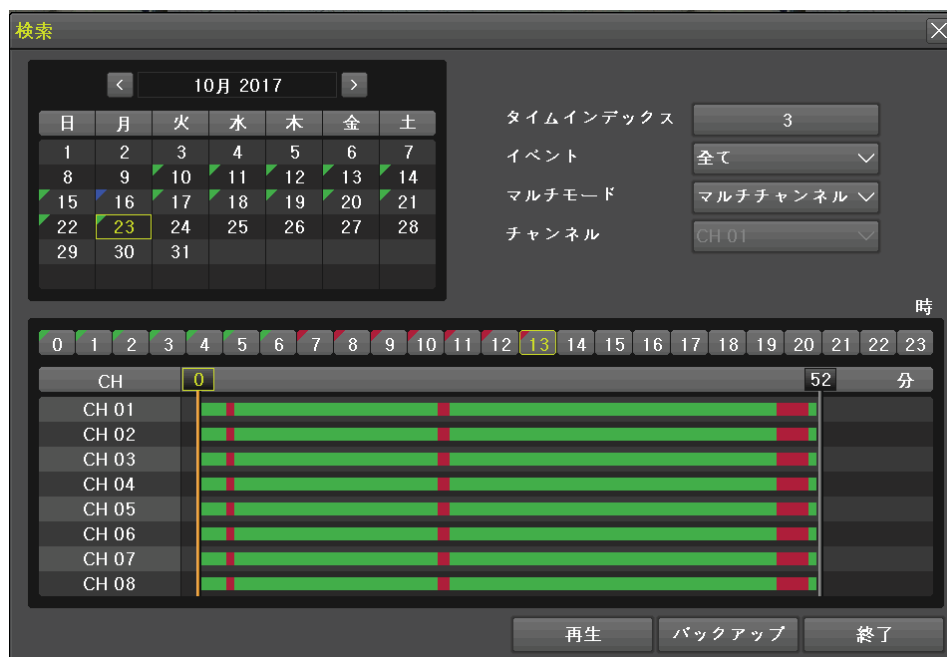 検索
< 10月 2017 >
日 月 火 水 木 金 土
1 2 3 4 5 6 7
8 9 10 11 12 13 14
15 16 17 18 19 20 21
22 23 24 25 26 27 28
29 30 31
タイムインデックス 3
イベント 全て
マルチモード マルチチャンネル
チャンネル CH 01
時
0 1 2 3 4 5 6 7 8 9 10 11 12 13 14 15 16 17 18 19 20 21 22 23
CH 0 52 分
CH 01
CH 02
CH 03
CH 04
CH 05
CH 06
CH 07
CH 08
再生 バックアップ 終了